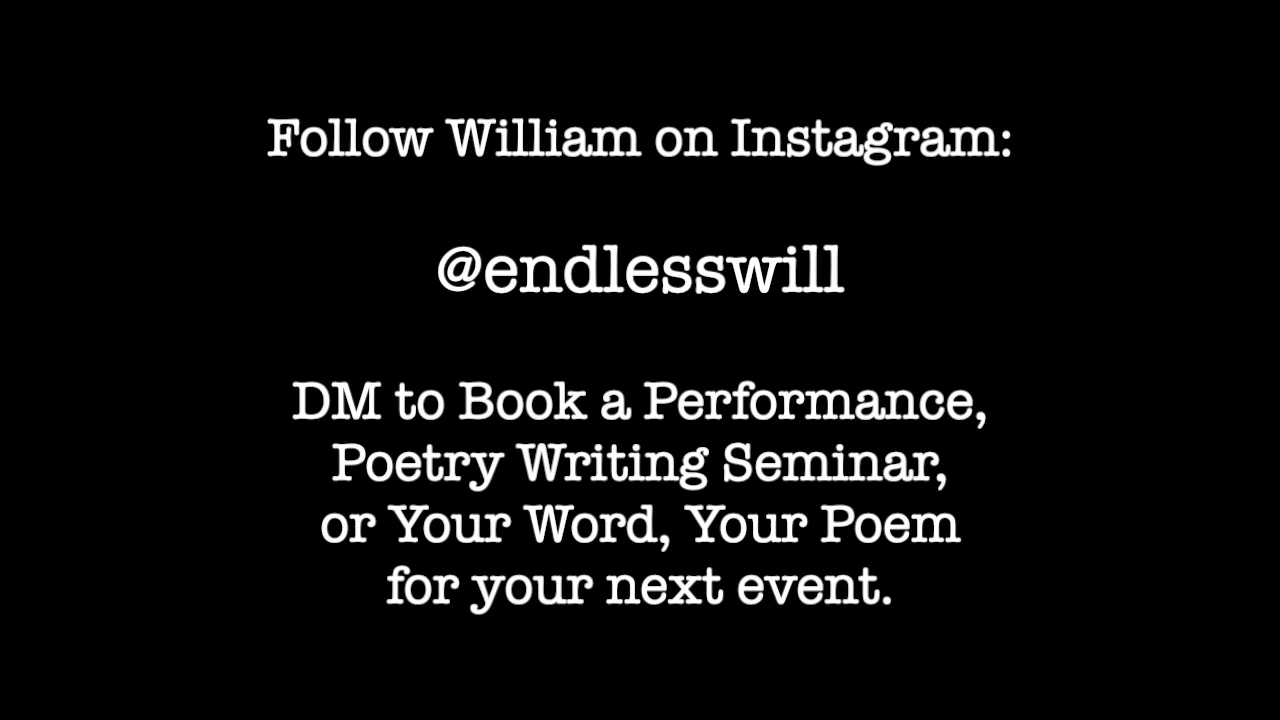 Follow William on Instagram:
@endlesswill
DM to Book a Performance,
Poetry Writing Seminar,
or Your Word, Your Poem
for your next event.